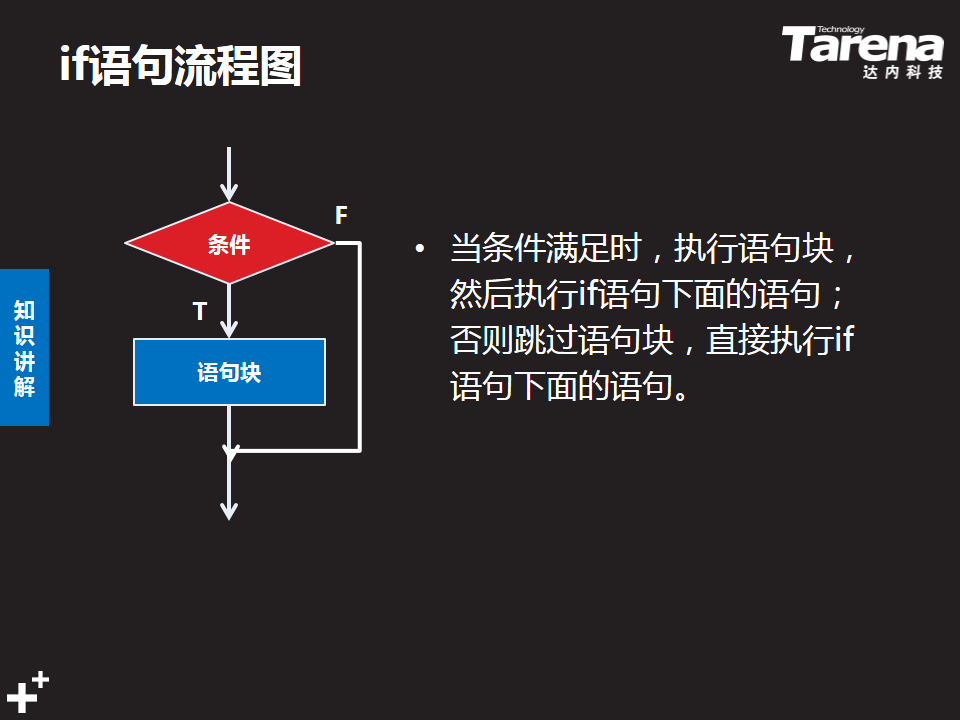 if语句流程图
Technology
Tarena
达内科技
F
条件
T
语句块
知识讲解
• 当条件满足时，执行语句块，
然后执行if语句下面的语句；
否则跳过语句块，直接执行if
语句下面的语句。